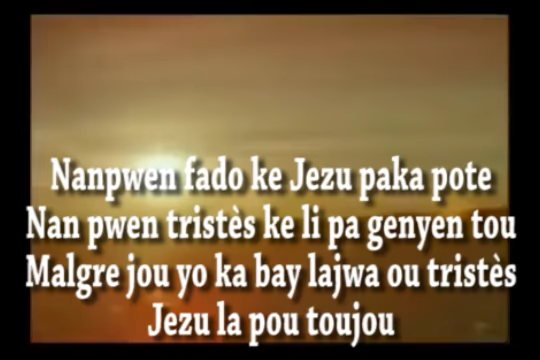 Nanpwen fado ke Jezu paka pote
Nan pwen tristès ke li pa genyen tou
Malgre jou yo ka bay lajwa ou tristès
Jezu la pou toujou